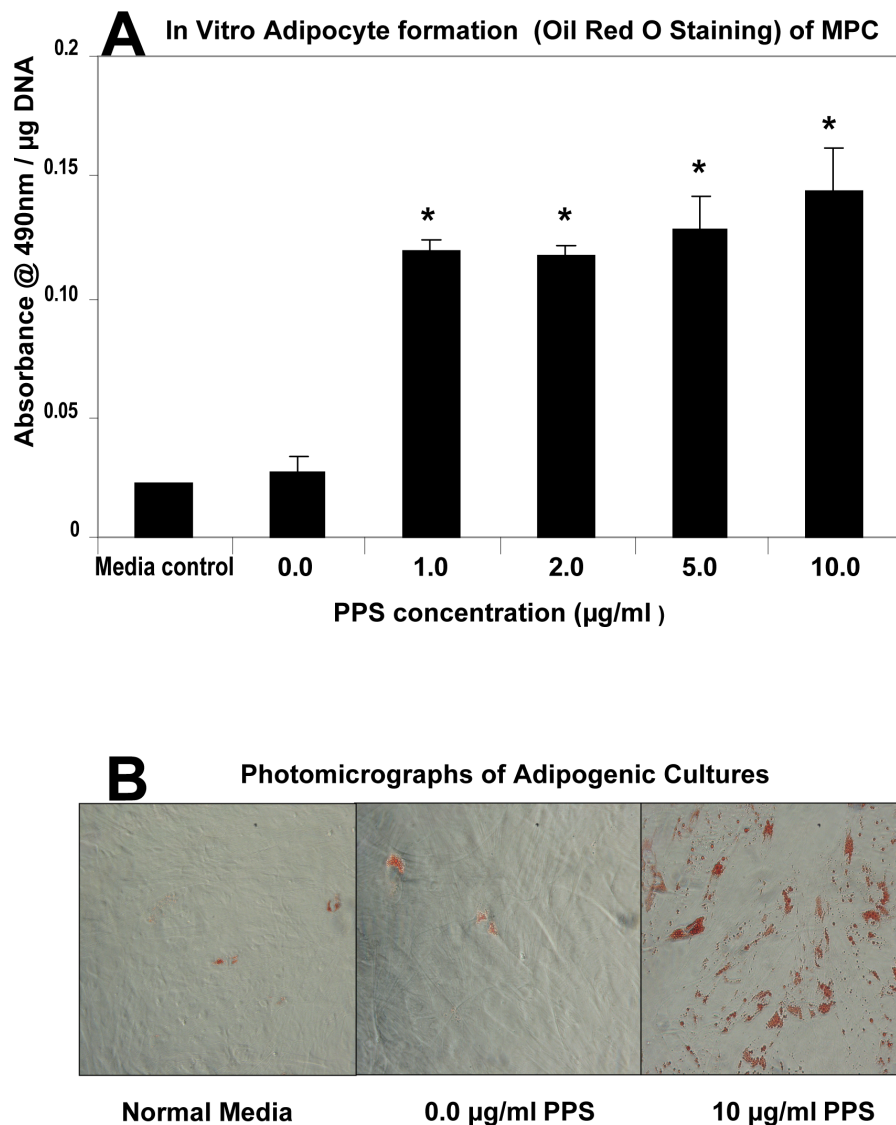 A In Vitro Adipocyte formation (Oil Red O Staining) of MPC
Absorbance @ 490nm / µg DNA
0.2
0.15
0.10
0.05
0
* * * *
Media control 0.0 1.0 2.0 5.0 10.0
PPS concentration (µg/ml )
B Photomicrographs of Adipogenic Cultures
Normal Media 0.0 µg/ml PPS 10 µg/ml PPS